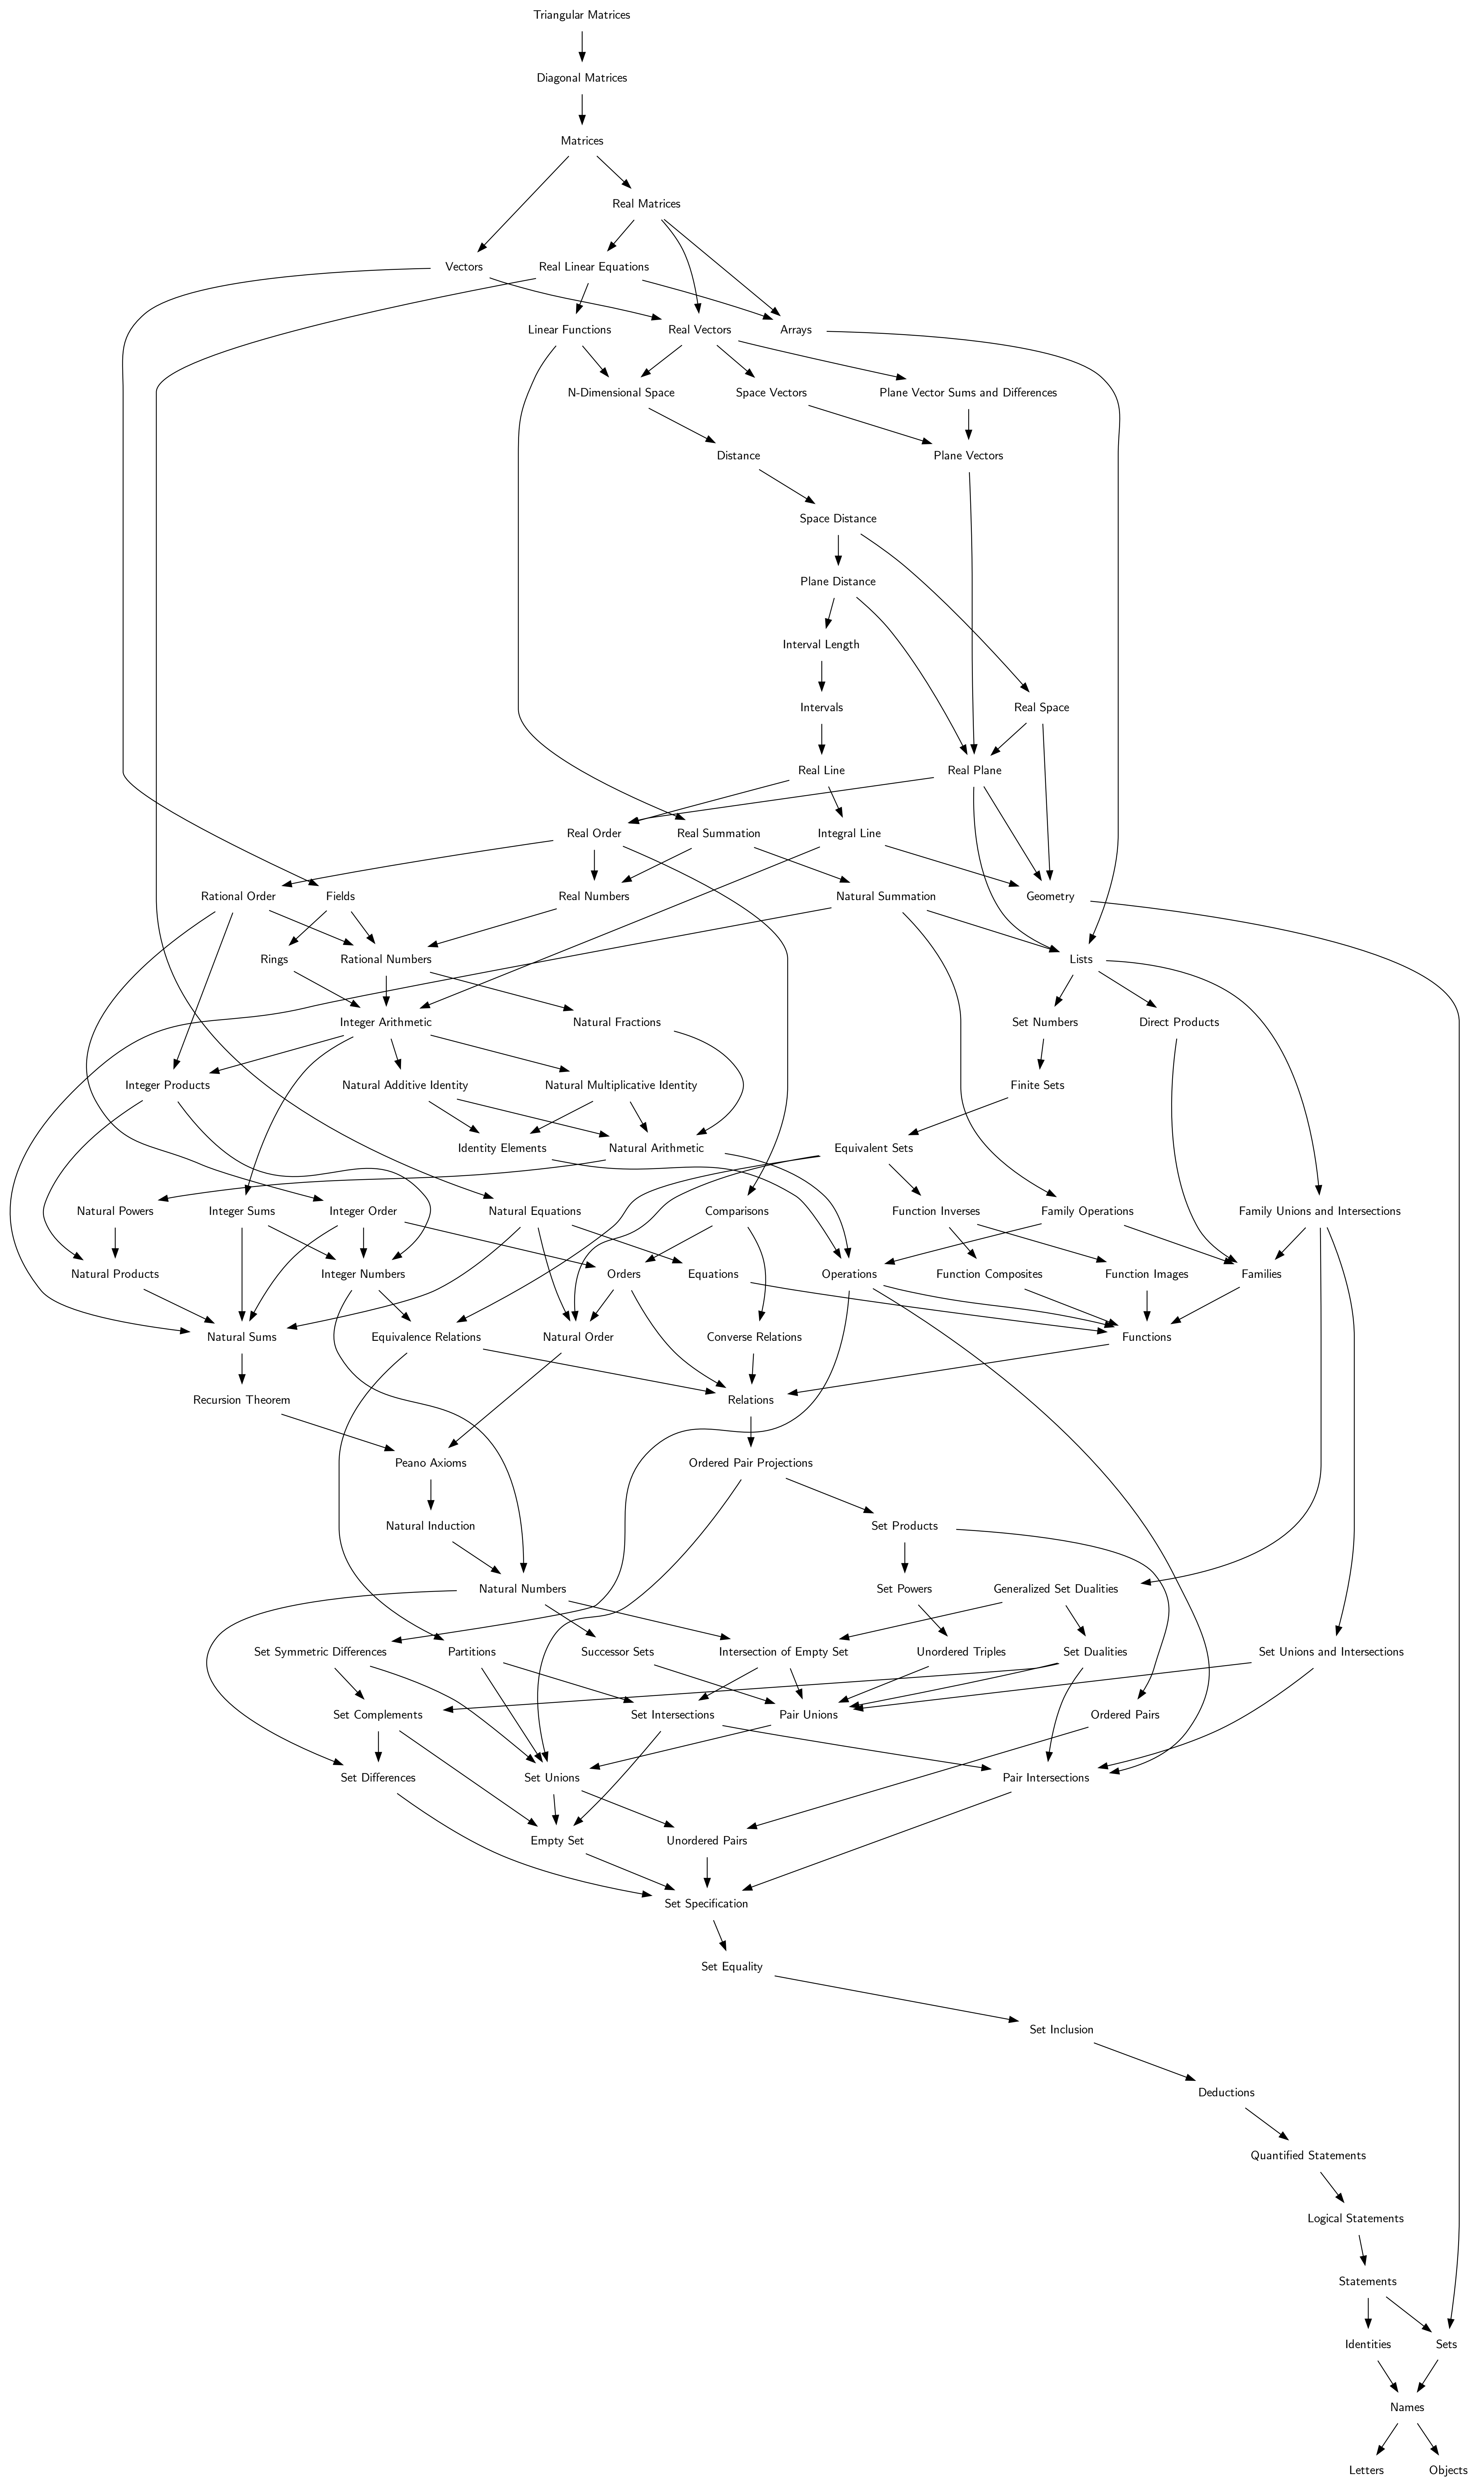 Triangular Matrices
Diagonal Matrices
Matrices
Real Matrices
Vectors
Real Linear Equations
Linear Functions
Real Vectors
Arrays
N-Dimensional Space
Space Vectors
Plane Vector Sums and Differences
Distance
Plane Vectors
Space Distance
Plane Distance
Interval Length
Intervals
Real Space
Real Line
Real Plane
Real Order
Real Summation
Integral Line
Rational Order
Fields
Real Numbers
Natural Summation
Geometry
Rings
Rational Numbers
Lists
Integer Arithmetic
Natural Fractions
Set Numbers
Direct Products
Integer Products
Natural Additive Identity
Natural Multiplicative Identity
Finite Sets
Identity Elements
Natural Arithmetic
Equivalent Sets
Natural Powers
Integer Sums
Integer Order
Natural Equations
Comparisons
Function Inverses
Family Operations
Family Unions and Intersections
Natural Products
Integer Numbers
Orders
Equations
Operations
Function Composites
Function Images
Families
Natural Sums
Equivalence Relations
Natural Order
Converse Relations
Functions
Recursion Theorem
Relations
Peano Axioms
Ordered Pair Projections
Natural Induction
Set Products
Natural Numbers
Set Powers
Generalized Set Dualities
Set Symmetric Differences
Partitions
Successor Sets
Intersection of Empty Set
Unordered Triples
Set Dualities
Set Unions and Intersections
Set Complements
Set Intersections
Pair Unions
Ordered Pairs
Set Differences
Set Unions
Pair Intersections
Empty Set
Unordered Pairs
Set Specification
Set Equality
Set Inclusion
Deductions
Quantified Statements
Logical Statements
Statements
Identities
Sets
Names
Letters
Objects